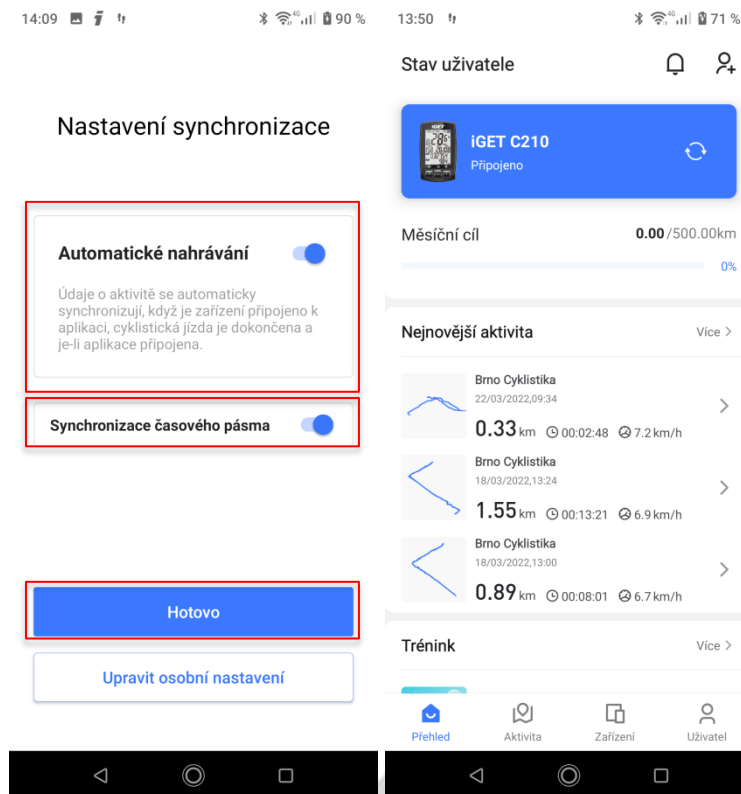 14:09
90 %
Nastavení synchronizace
Automatické nahrávání
Údaje o aktivitě se automaticky
synchronizují, když je zařízení připojeno k
aplikaci, cyklistická jízda je dokončena a
je-li aplikace připojena.
Synchronizace časového pásma
Hotovo
Upravit osobní nastavení
13:50
4G
71 %
Stav uživatele
iGET
iGET C210
Připojeno
Měsíční cíl
0.00/500.00km
0%
Nejnovější aktivita
Více >
Brno Cyklistika
22/03/2022,09:34
0.33 km 00:02:48 7.2 km/h
Brno Cyklistika
18/03/2022,13:24
1.55 km 00:13:21 6.9 km/h
Brno Cyklistika
18/03/2022,13:00
0.89 km 00:08:01 6.7 km/h
Trénink
Více >
Přehled
Aktivita
Zařízení
Uživatel